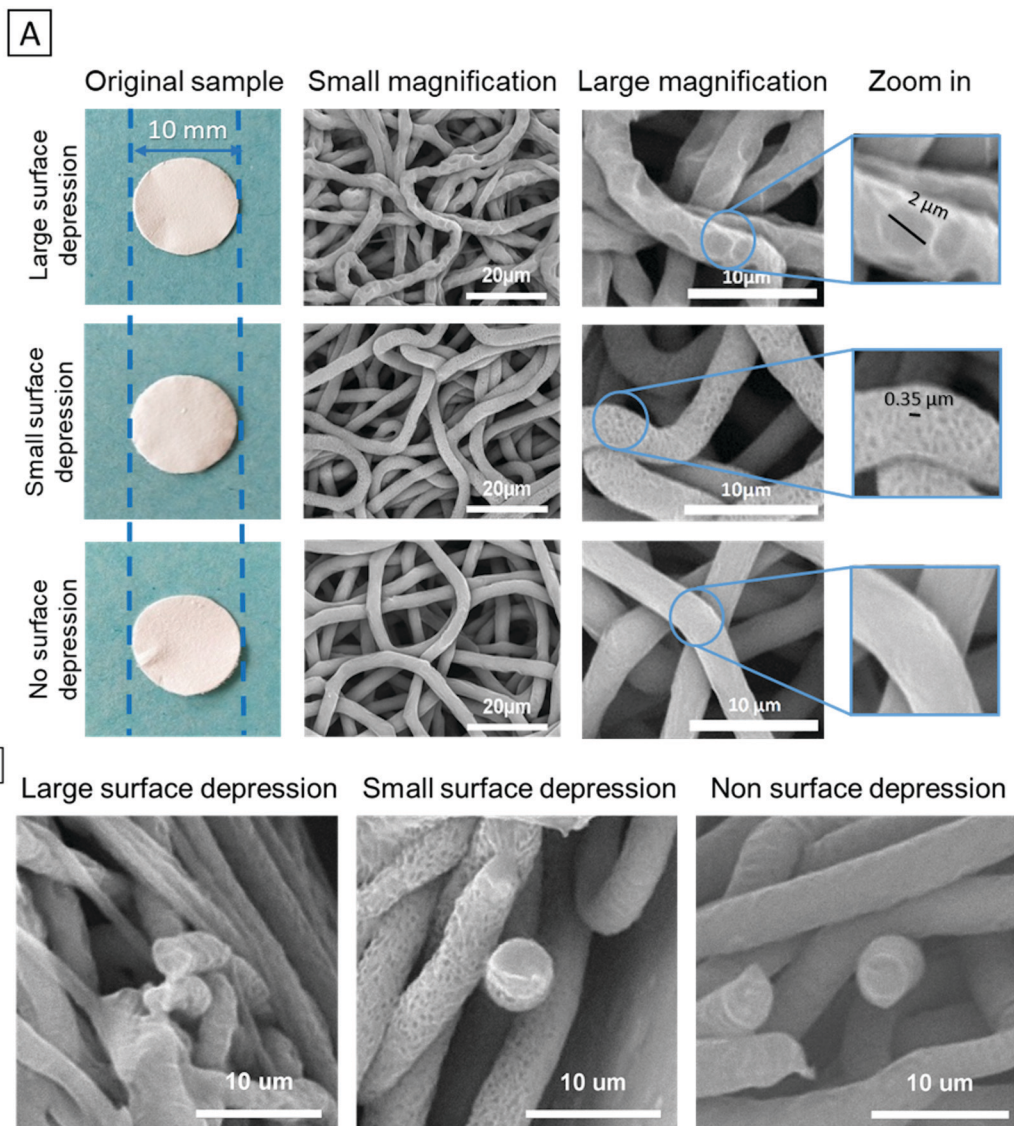 A
Original sample
Small magnification
Large magnification
Zoom in
Large surface
depression
10 mm
20μm
10μm
2 μm
Small surface
depression
20μm
10μm
0.35 μm
No surface
depression
20μm
10 μm
Large surface depression
Small surface depression
Non surface depression
10 um
10 um
10 um